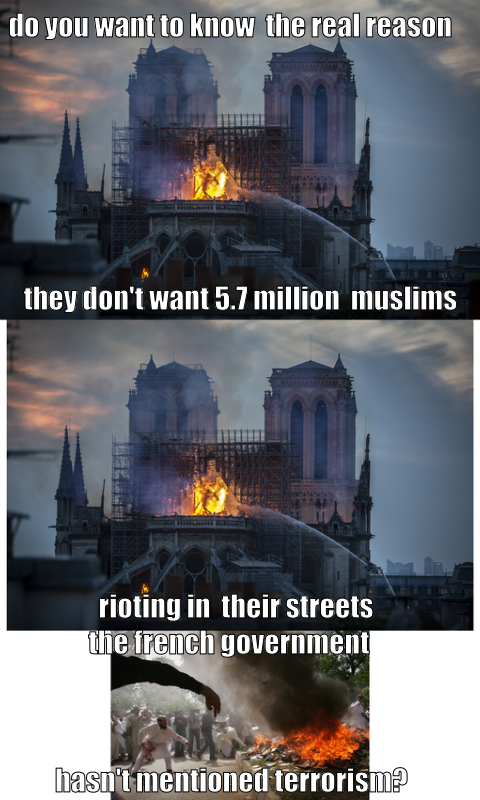 do you want to know the real reason
they don't want 5.7 million muslims
rioting in their streets
the french government
hasn't mentioned terrorism?